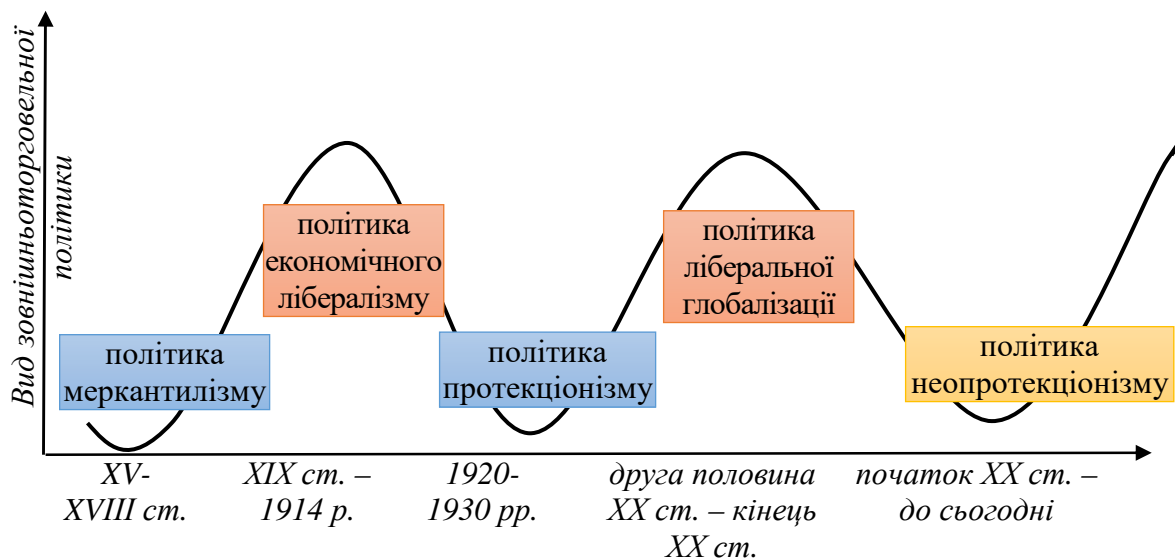 Вид зовнішньоторговельної
політики
політика
економічного
лібералізму
політика
ліберальної
глобалізації
політика
меркантилізму
політика
протекціонізму
політика
неопротекціонізму
XV-
XVIII ст.
XIX ст. –
1914 р.
1920-
1930 рр.
друга половина
XX ст. – кінець
XX ст.
початок XX ст. –
до сьогодні